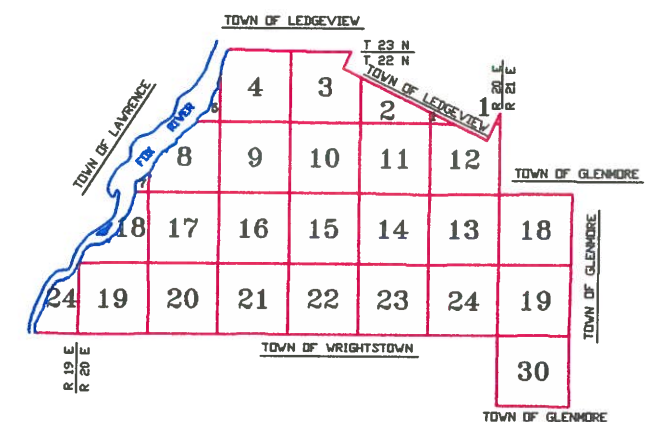 TOWN OF LEDGEVIEW
T 23 N
T 22 N
TOWN OF LEDGEVIEW
R 20 E
R 21 E
TOWN OF LAWRENCE
FOX RIVER
4 3 2 1
8 9 10 11 12
TOWN OF GLENMORE
18 17 16 15 14 13 18
TOWN OF GLENMORE
24 19 20 21 22 23 24 19
R 19 E
R 20 E
TOWN OF WRIGHTSTOWN
30
TOWN OF GLENMORE